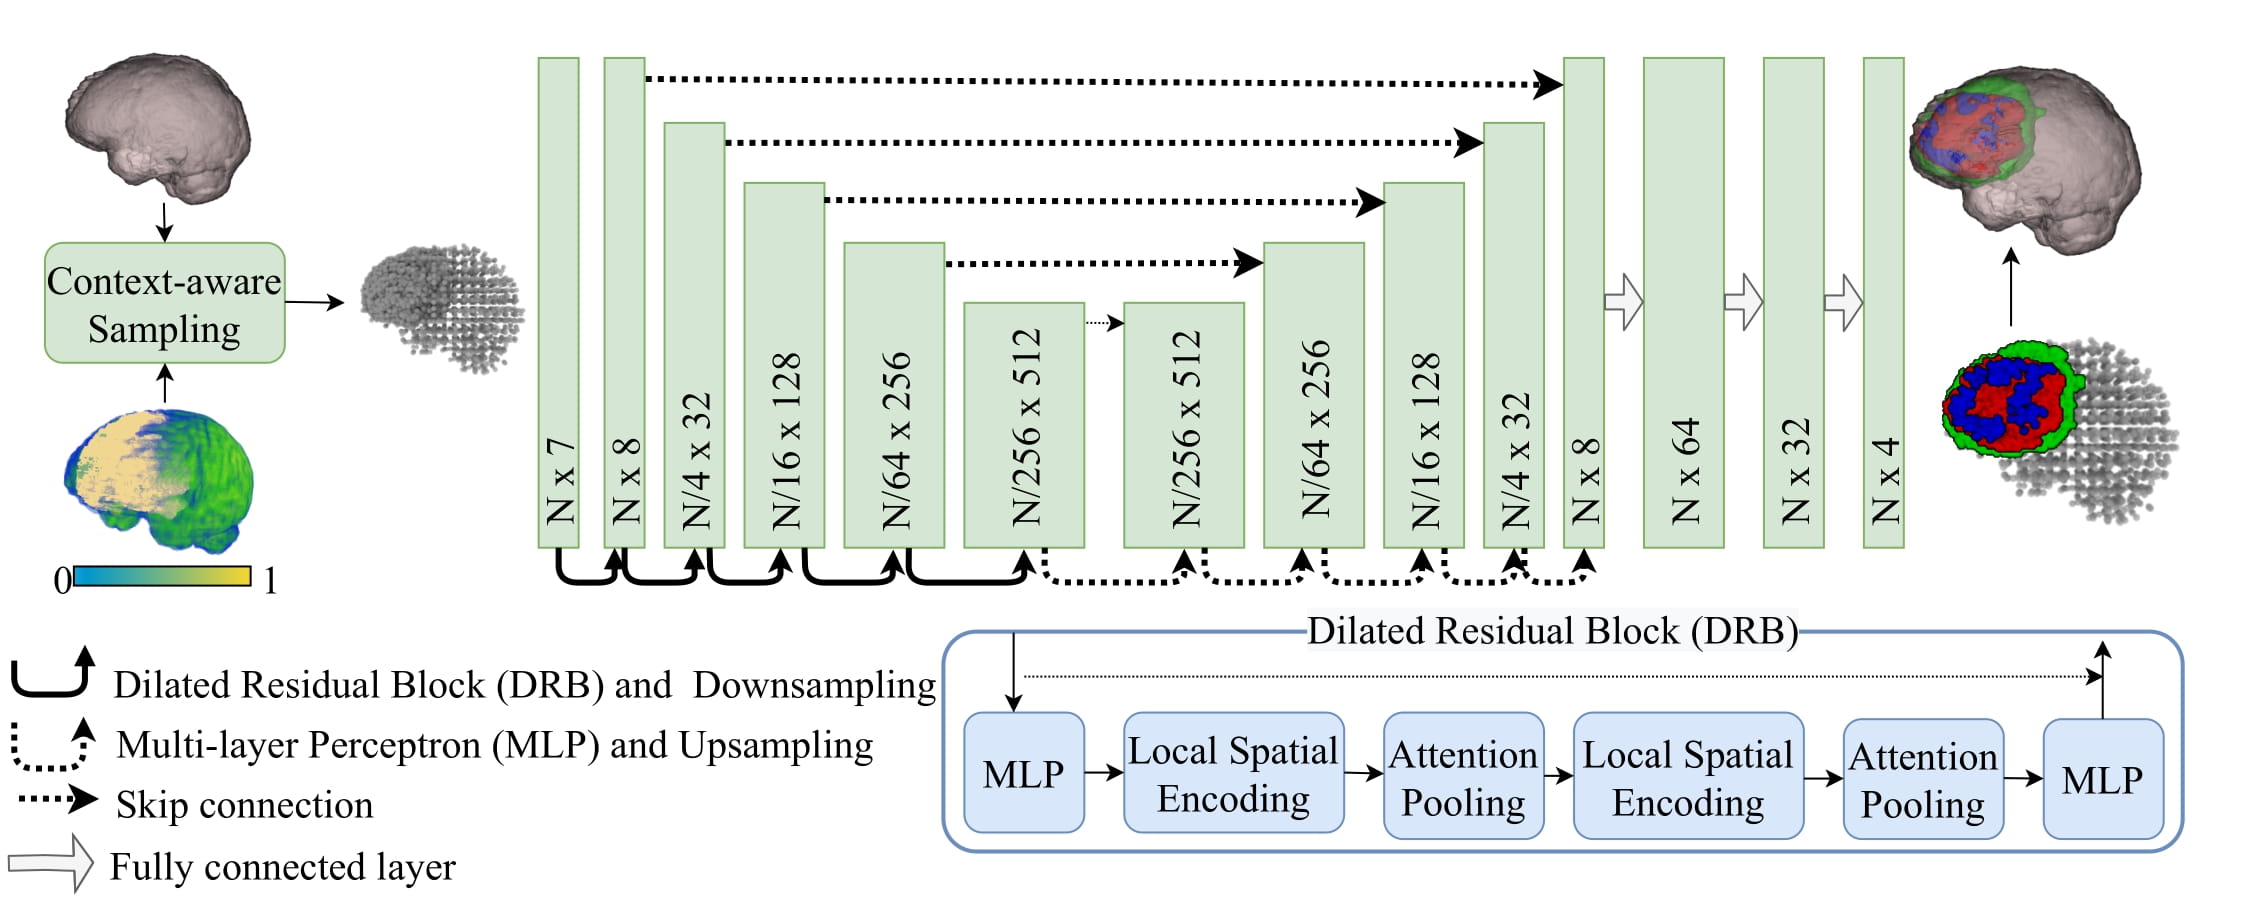 Context-aware
Sampling
0
1
N x 7
N x 8
N/4 x 32
N/16 x 128
N/64 x 256
N/256 x 512
N/256 x 512
N/64 x 256
N/16 x 128
N/4 x 32
N x 8
N x 64
N x 32
N x 4
Dilated Residual Block (DRB) and Downsampling
Multi-layer Perceptron (MLP) and Upsampling
Skip connection
Fully connected layer
Dilated Residual Block (DRB)
MLP
Local Spatial
Encoding
Attention
Pooling
Local Spatial
Encoding
Attention
Pooling
MLP